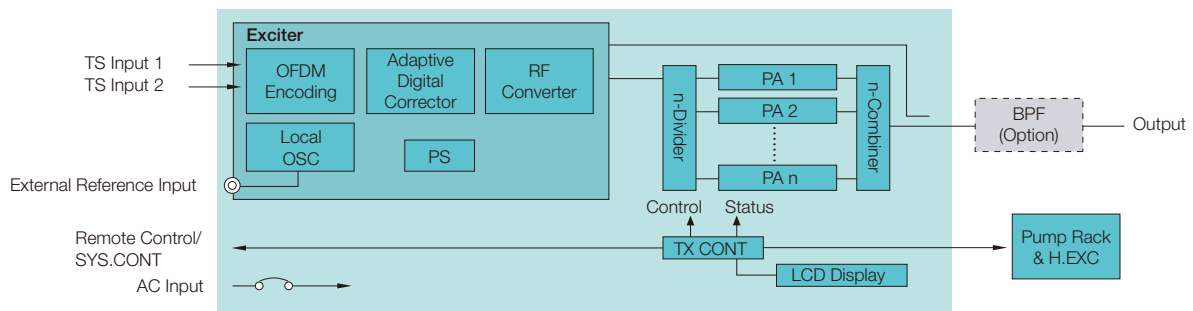 Exciter
TS Input 1
TS Input 2
OFDM
Encoding
Adaptive
Digital
Corrector
RF
Converter
Local
OSC
PS
External Reference Input
n-Divider
PA 1
PA 2
PA n
n-Combiner
BPF
(Option)
Output
Control
Status
Remote Control/
SYS.CONT
TX CONT
Pump Rack
& H.EXC
LCD Display
AC Input